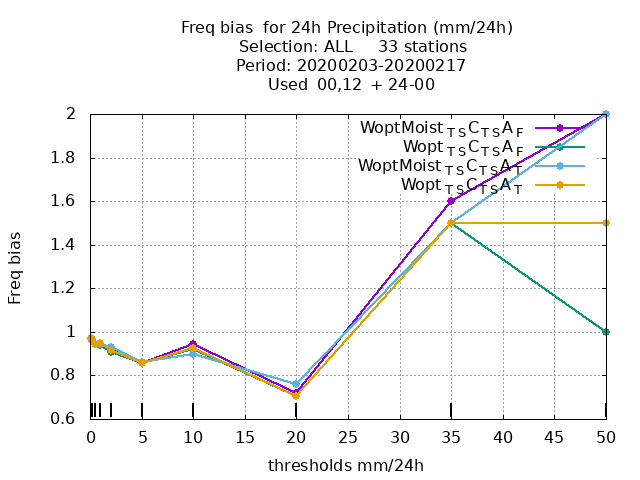 Freq bias for 24h Precipitation (mm/24h)
Selection: ALL 33 stations
Period: 20200203-20200217
Used 00,12 + 24-00
WoptMoist TS C TS A F
Wopt TS C TS A F
WoptMoist TS C TS A T
Wopt TS C TS A T
2
1.8
1.6
1.4
1.2
1
0.8
0.6
Freq bias
0 5 10 15 20 25 30 35 40 45 50
thresholds mm/24h